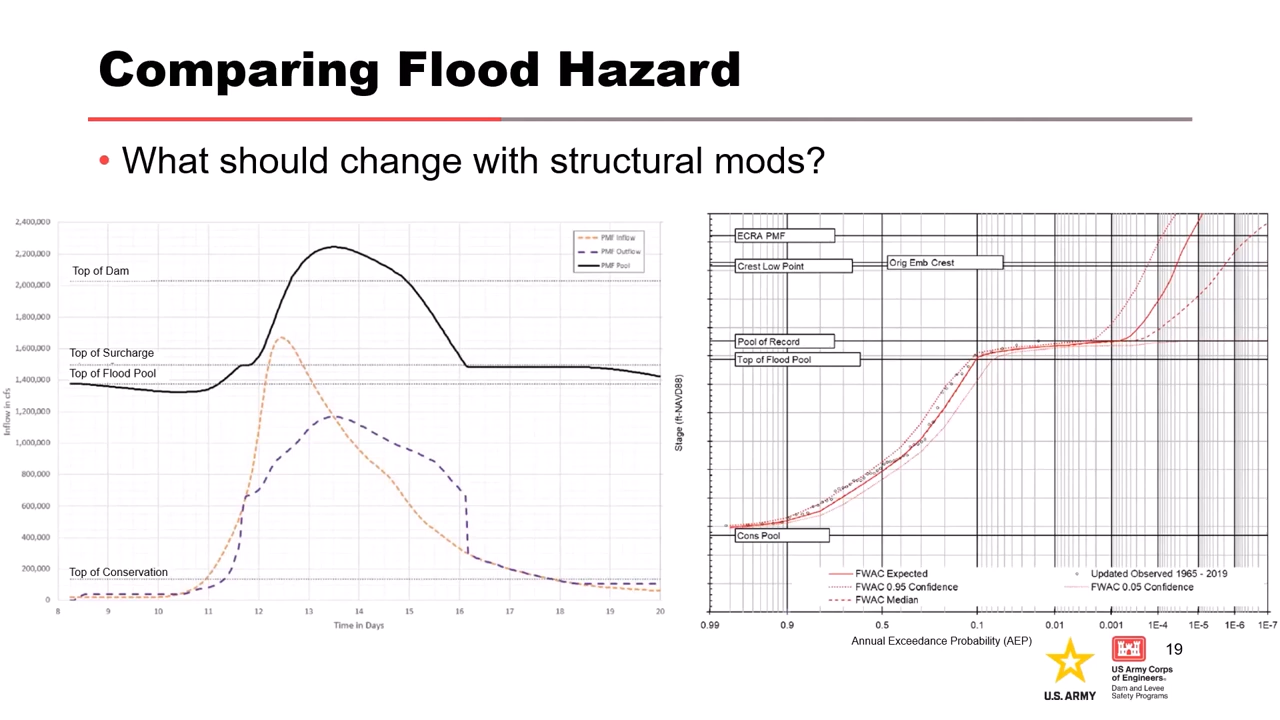 Comparing Flood Hazard
• What should change with structural mods?
2,400,000
2,200,000
2,000,000
1,800,000
1,600,000
1,400,000
1,200,000
1,000,000
800,000
600,000
400,000
200,000
0
Inflow in cfs
Top of Dam
Top of Surcharge
Top of Flood Pool
Top of Conservation
PMF Inflow
PMF Outflow
PMF Pool
8 9 10 11 12 13 14 15 16 17 18 19 20
Time in Days
Stage (ft-NAVD88)
ECRA PMF
Crest Low Point
Orig Emb Crest
Pool of Record
Top of Flood Pool
Cons Pool
FWAC Expected
Updated Observed 1965 - 2019
FWAC 0.95 Confidence
FWAC 0.05 Confidence
FWAC Median
0.99 0.9 0.5 0.1 0.01 0.001 1E-4 1E-5 1E-6 1E-7
Annual Exceedance Probability (AEP)
19
U.S. ARMY
US Army Corps
of Engineers®
Dam and Levee
Safety Programs